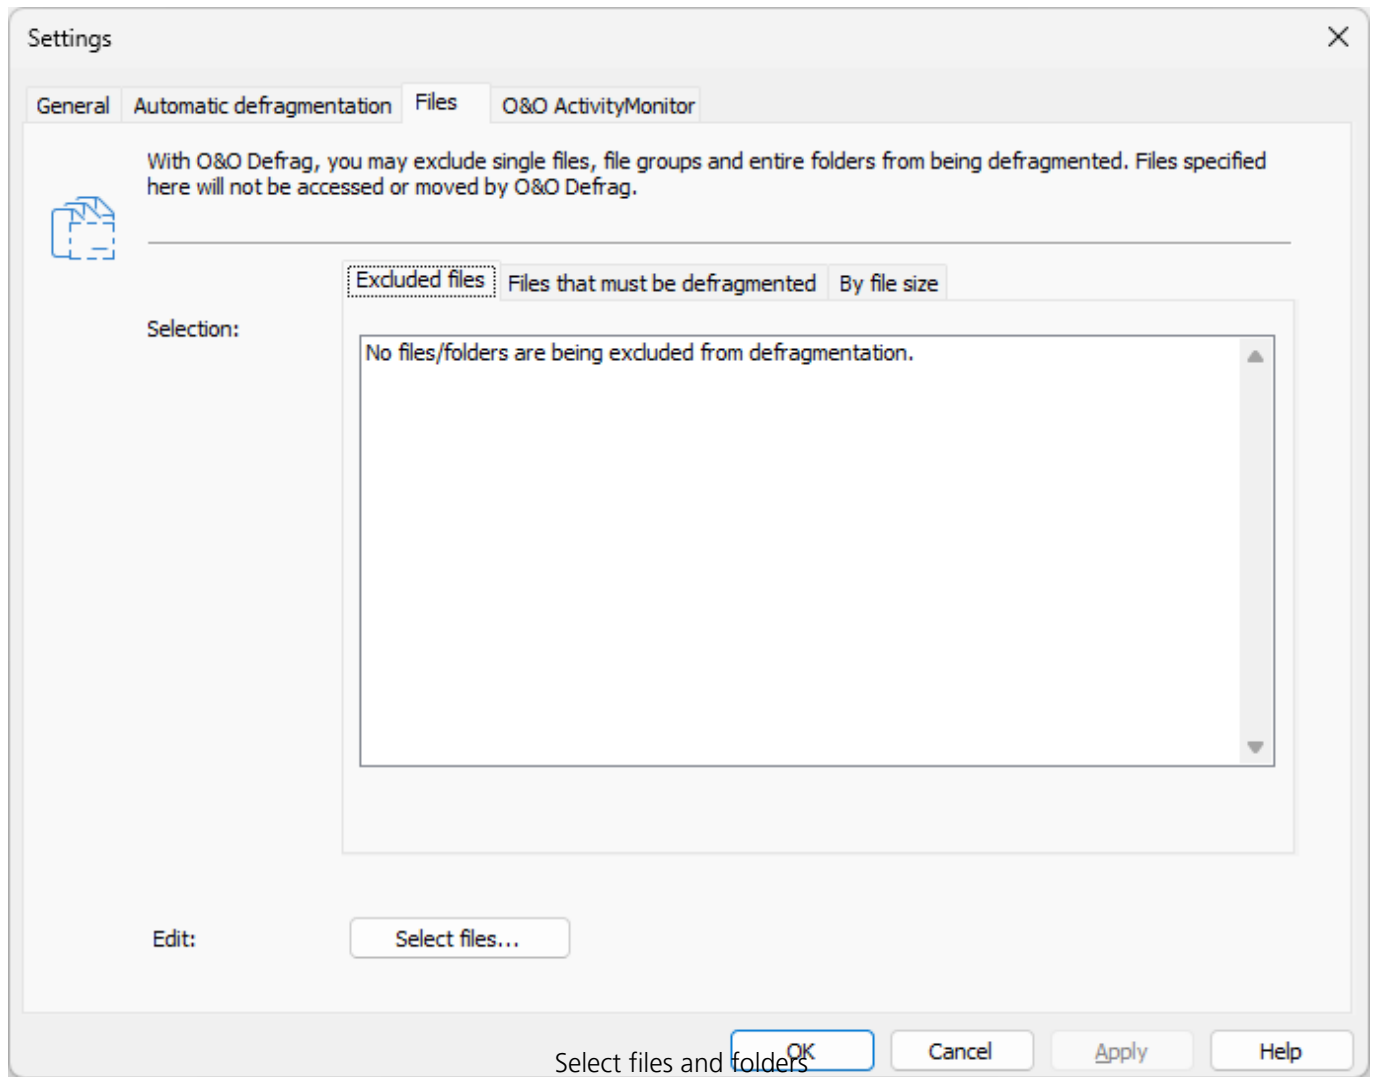 Settings
General Automatic defragmentation Files O&O ActivityMonitor
With O&O Defrag, you may exclude single files, file groups and entire folders from being defragmented. Files specified
here will not be accessed or moved by O&O Defrag.
Excluded files Files that must be defragmented By file size
Selection:
No files/folders are being excluded from defragmentation.
Edit: Select files...
OK Cancel Apply Help
Select files and folders